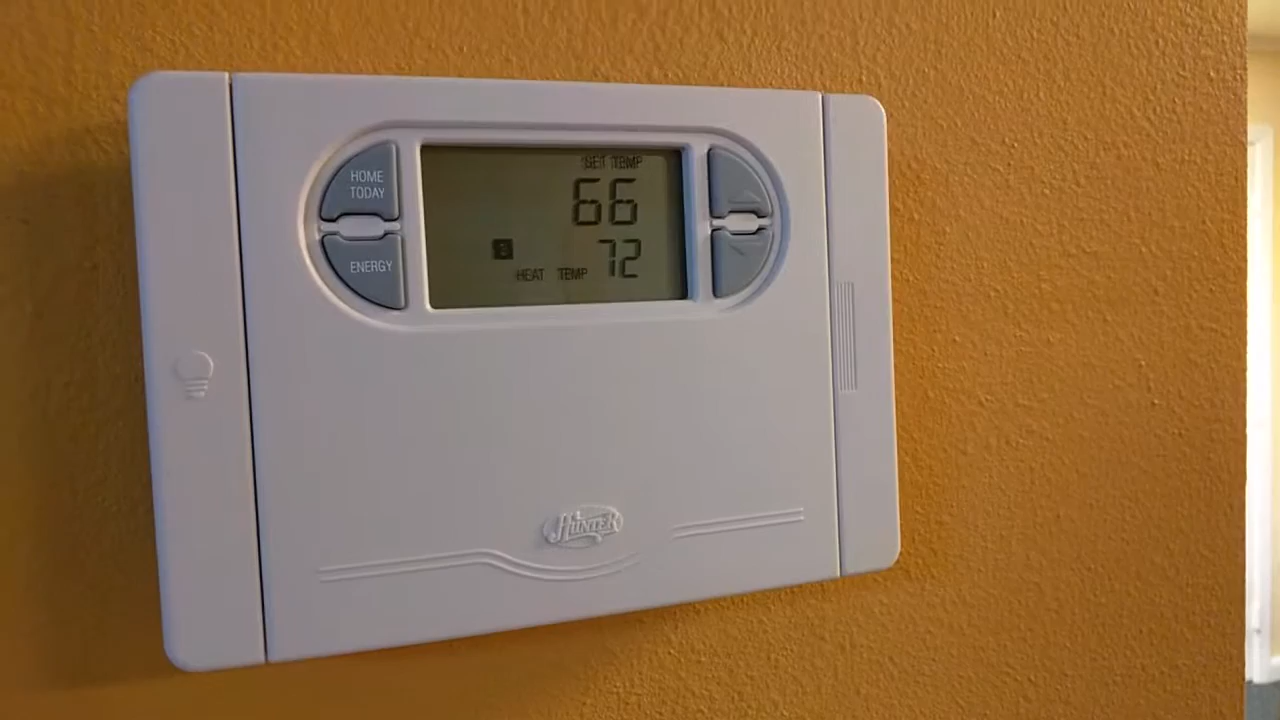 HOME
TODAY
ENERGY
SET TEMP
66
72
HEAT TEMP
HUNTER